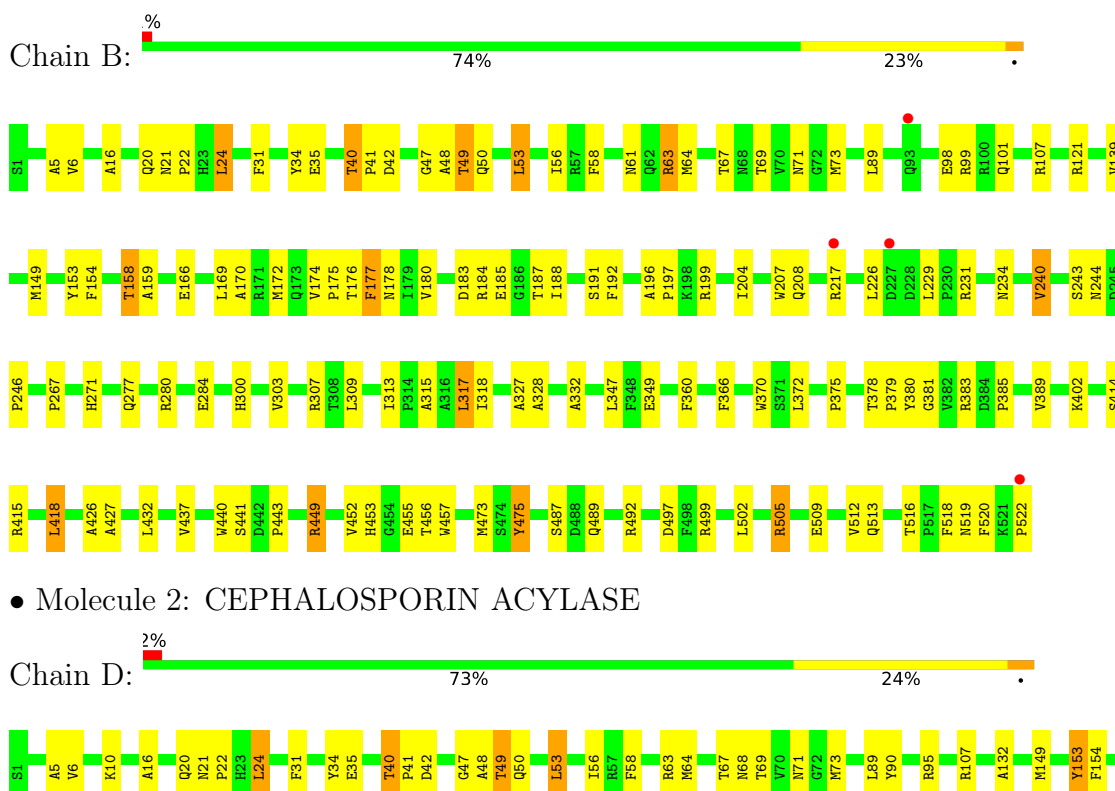 %
Chain B:
74% 23% •
S1 A5 V6 A16 Q20 N21 P22 H23 L24 F31 Y34 E35 T40 P41 D42 G47 A48 T49 Q50 L53 I56 R57 F58 N61 Q62 R63 M64 T67 N68 T69 V70 N71 G72 M73 L89 Q93 E98 R99 R100 Q101 R107 R121 V139
M149 Y153 F154 T158 A159 E166 L169 A170 R171 M172 Q173 V174 P175 T176 F177 N178 I179 V180 D183 R184 E185 G186 T187 I188 S191 F192 A196 P197 K198 R199 I204 W207 Q208 R217 L226 D227 D228 L229 P230 R231 N234 V240 S243 N244 D245
P246 P267 H271 Q277 R280 E284 H300 V303 R307 T308 L309 I313 P314 A315 A316 L317 I318 A327 A328 A332 L347 F348 E349 F360 F366 W370 S371 L372 P375 T378 P379 Y380 G381 V382 R383 D384 P385 V389 K402 S414
R415 L418 A426 A427 L432 V437 W440 S441 D442 P443 R449 V452 H453 G454 E455 T456 W457 M473 S474 Y475 S487 D488 Q489 R492 D497 F498 R499 L502 R505 E509 V512 Q513 T516 P517 F518 N519 F520 K521 P522
• Molecule 2: CEPHALOSPORIN ACYLASE
2%
Chain D:
73% 24% •
S1 A5 V6 K10 A16 Q20 N21 P22 H23 L24 F31 Y34 E35 T40 P41 D42 G47 A48 T49 Q50 L53 I56 R57 F58 R63 M64 T67 N68 T69 V70 N71 G72 M73 L89 Y90 R95 R107 A132 M149 Y153 F154